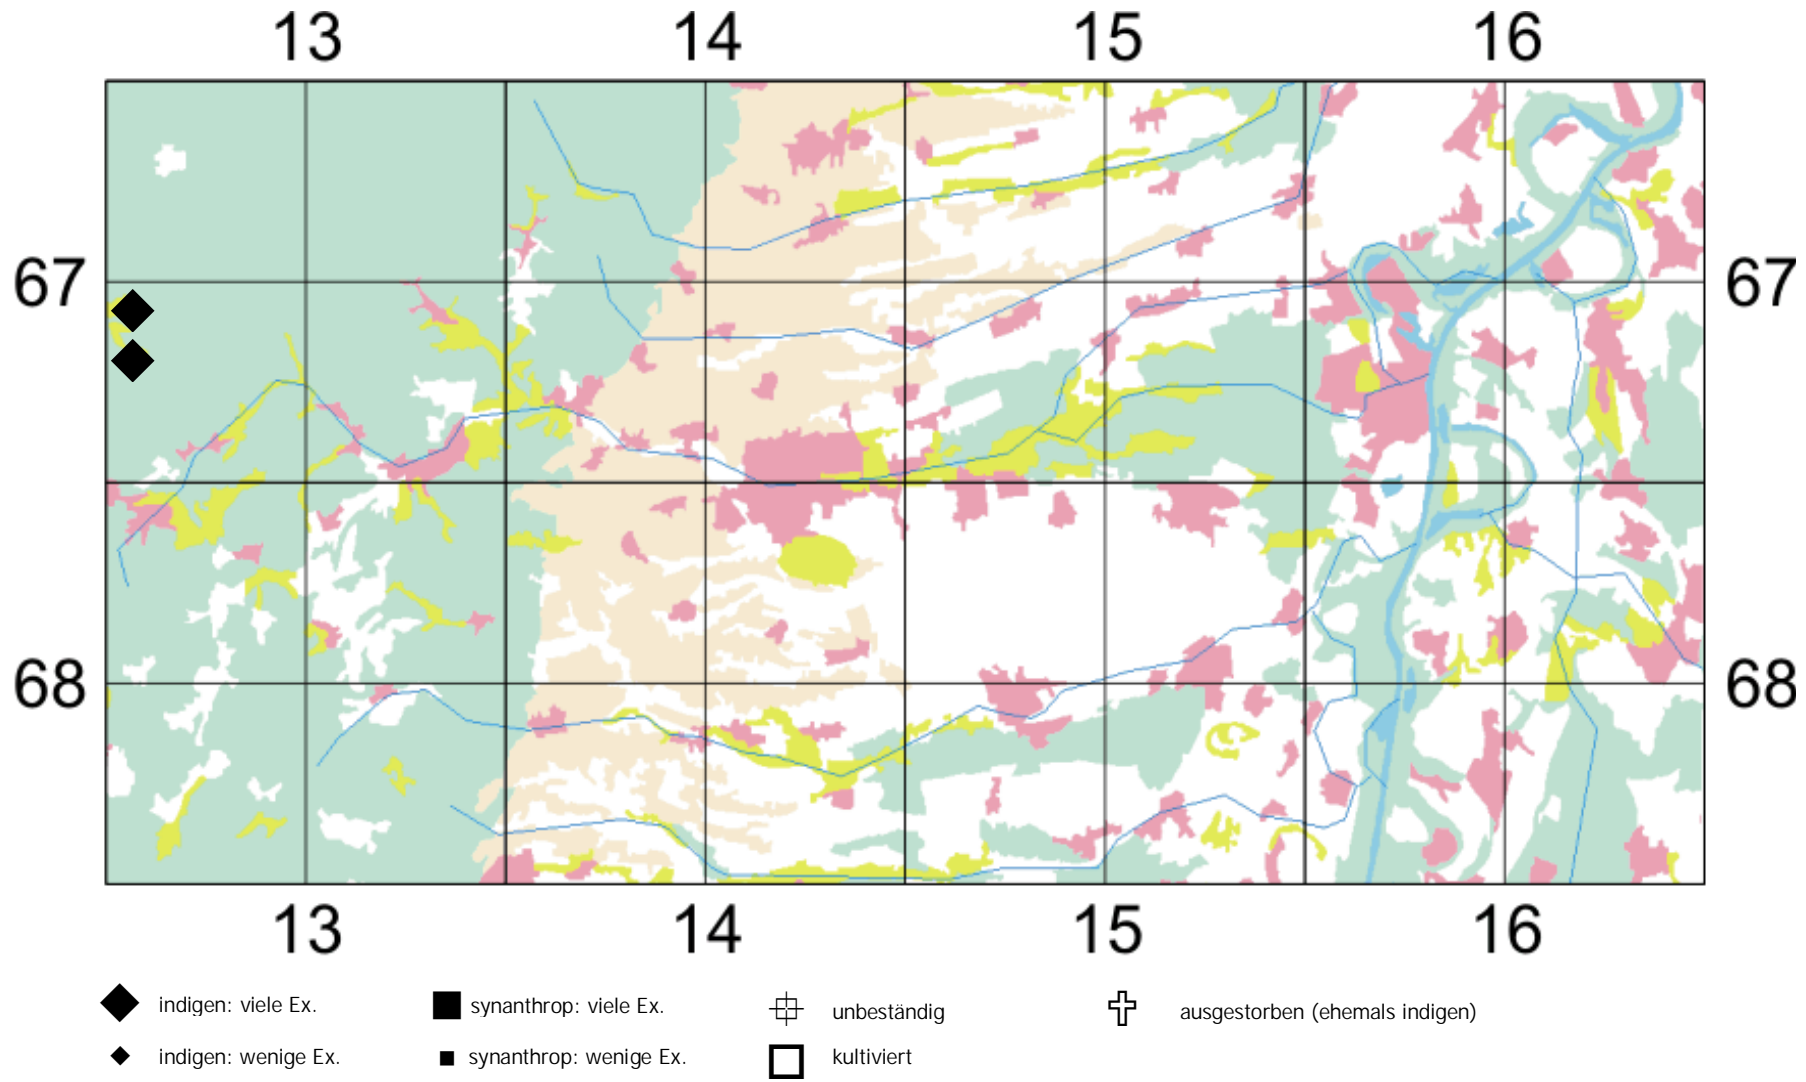 13 14 15 16
67 67
68 68
13 14 15 16
indigen: viele Ex. synanthrop: viele Ex. unbeständig ausgestorben (ehemals indigen)
indigen: wenige Ex. synanthrop: wenige Ex. kultiviert